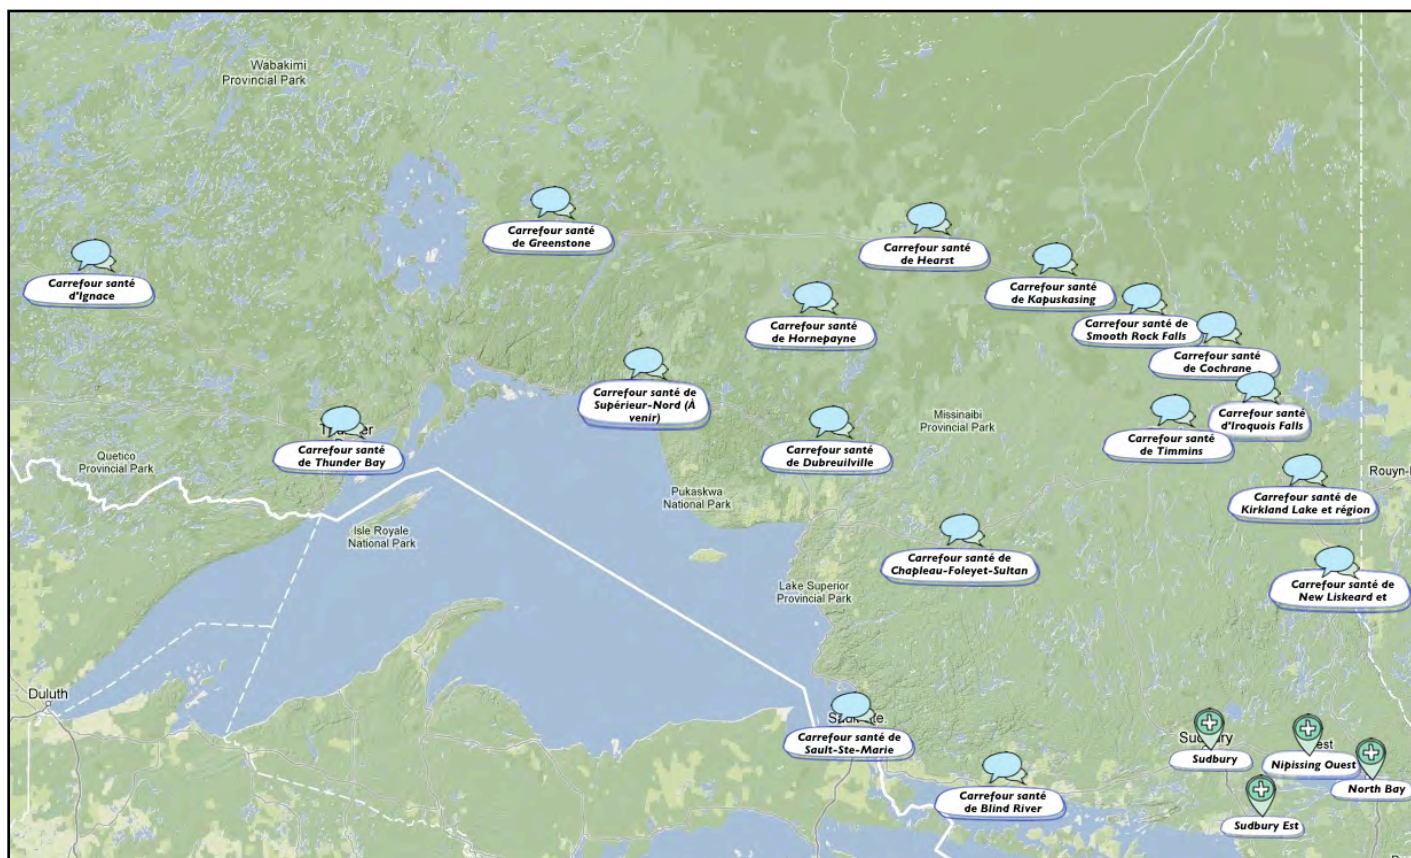 Wabakimi
Provincial Park
Carrefour santé
de Greenstone
Carrefour santé
de Hearst
Carrefour santé
d'Ignace
Carrefour santé
de Kapuskasing
Carrefour santé
de Hornepayne
Carrefour santé de
Smooth Rock Falls
Carrefour santé
de Cochrane
Carrefour santé de
Supérieur-Nord (À
venir)
Carrefour santé
d'Iroquois Falls
Missinaibi
Provincial Park
Carrefour santé
de Timmins
Carrefour santé
de Thunder Bay
Carrefour santé
de Dubreuilville
Quetico
Provincial Park
Rouyn-
Pukaskwa
National Park
Carrefour santé de
Kirkland Lake et région
Isle Royale
National Park
Carrefour santé de
Chapleau-Foleyet-Sultan
Lake Superior
Provincial Park
Carrefour santé de
New Liskeard et
Duluth
Carrefour santé de
Sault-Ste-Marie
Sudbury
Sudbury
Nipissing Ouest
North Bay
Carrefour santé
de Blind River
Sudbury Est